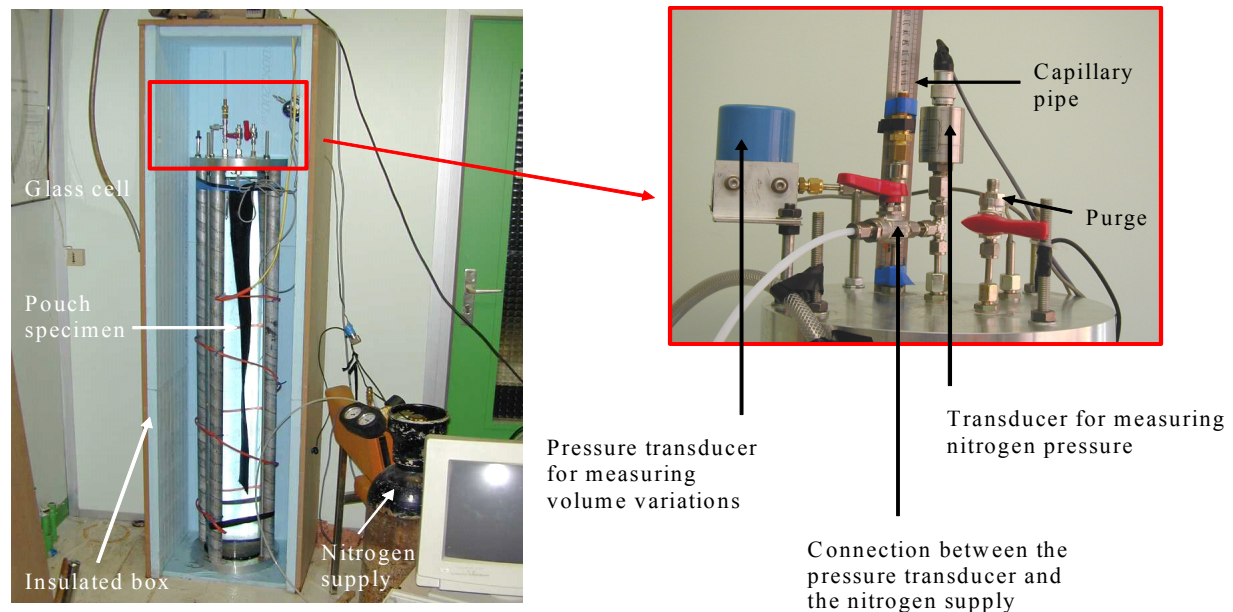 Glass cell
Pouch
specimen
Insulated box
Nitrogen
supply
Capillary
pipe
Purge
Transducer for measuring
nitrogen pressure
Pressure transducer
for measuring
volume variations
Connection between the
pressure transducer and
the nitrogen supply